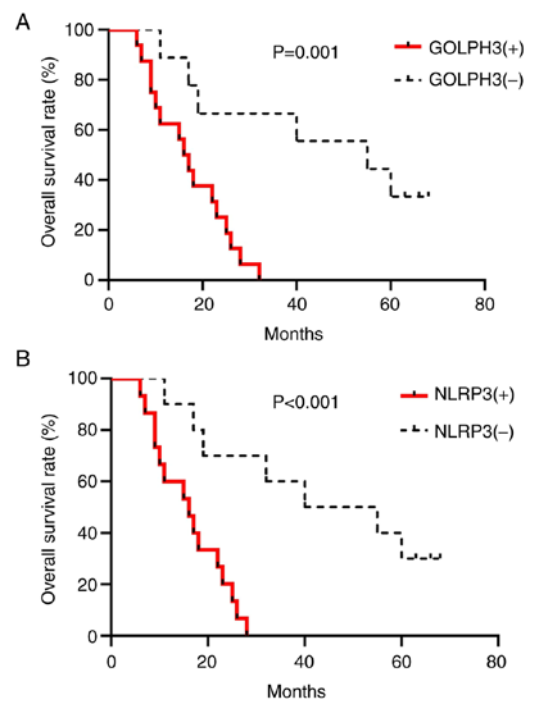 A
100
80
60
40
20
0
Overall survival rate (%)
P=0.001
GOLPH3(+)
GOLPH3(−)
0 20 40 60 80
Months
B
100
80
60
40
20
0
Overall survival rate (%)
P<0.001
NLRP3(+)
NLRP3(−)
0 20 40 60 80
Months